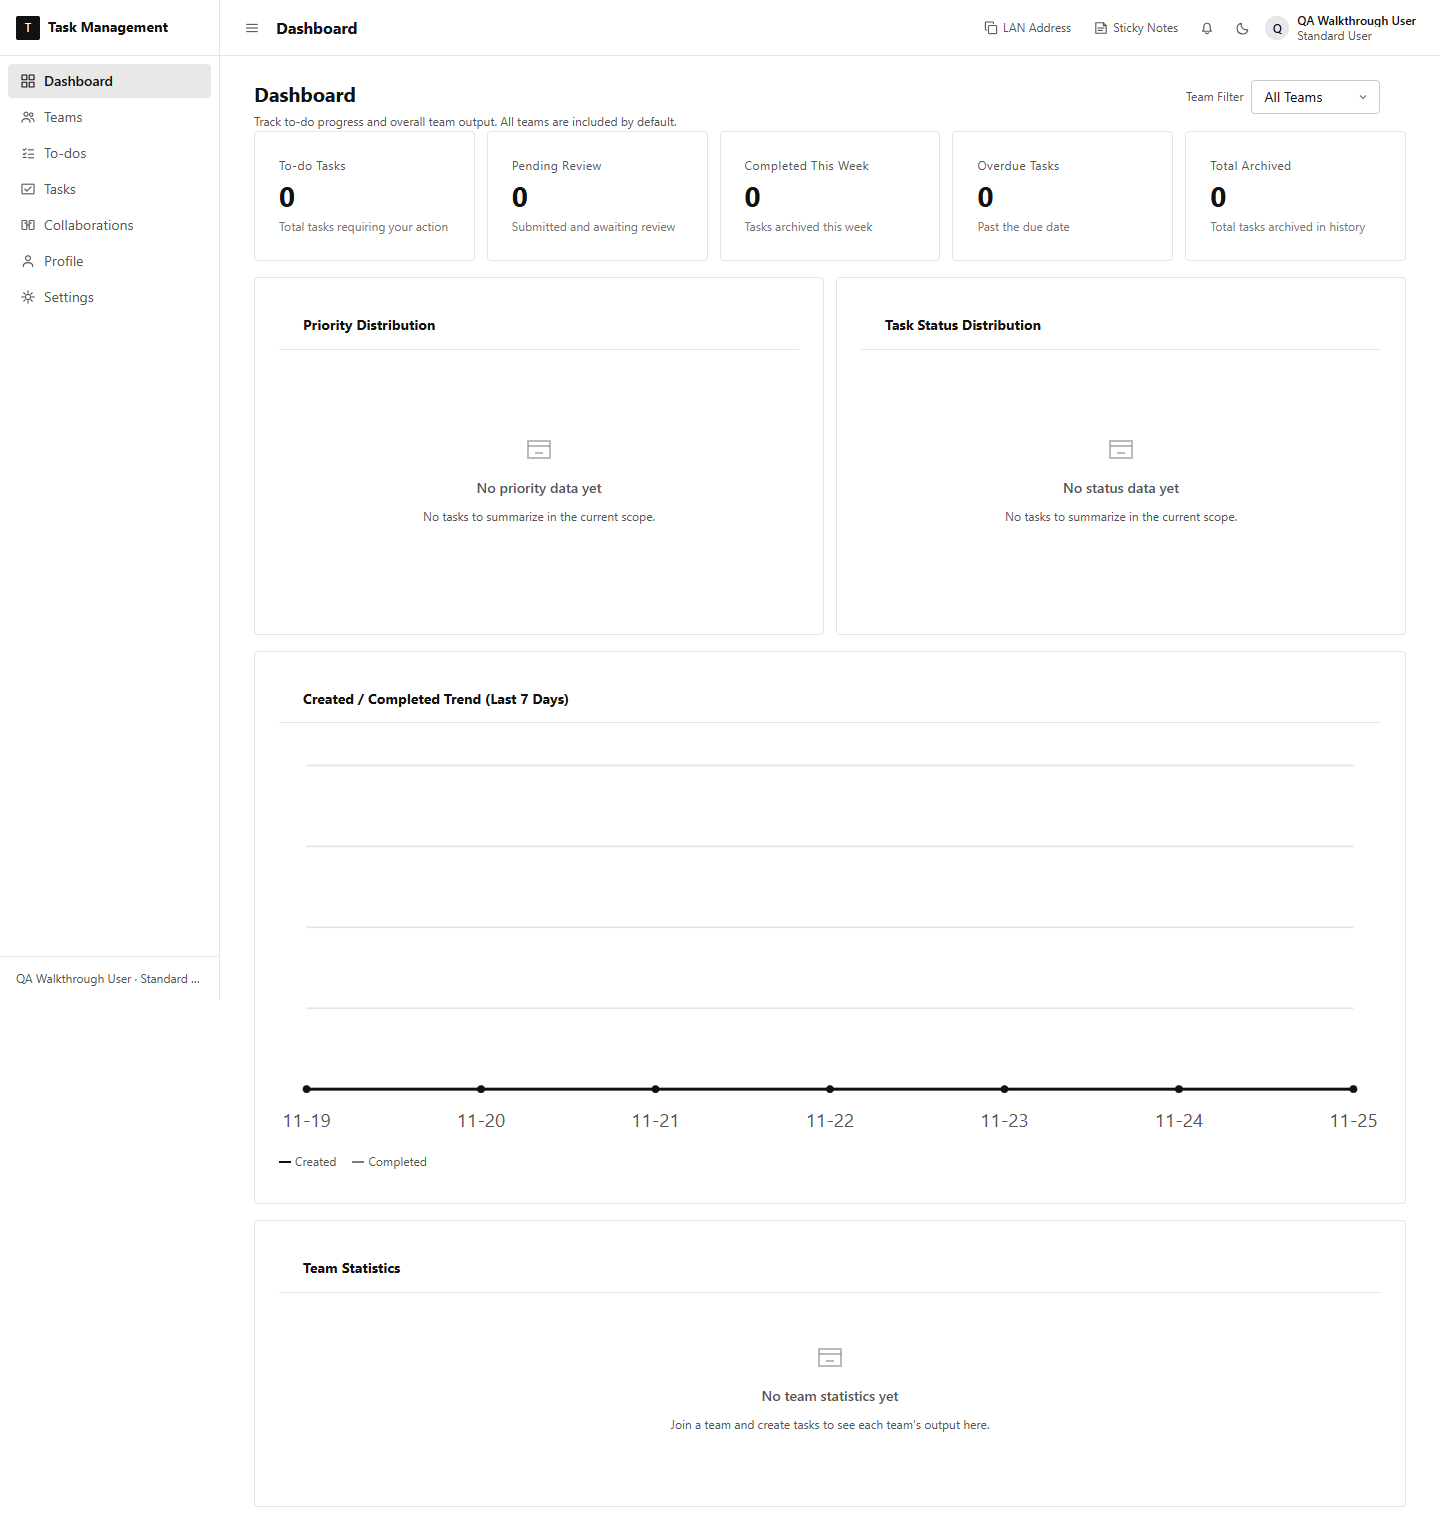 T Task Management
Dashboard
LAN Address
Sticky Notes
Q
QA Walkthrough User
Standard User
Dashboard
Teams
To-dos
Tasks
Collaborations
Profile
Settings
QA Walkthrough User · Standard ...
Dashboard
Track to-do progress and overall team output. All teams are included by default.
Team Filter
All Teams
To-do Tasks
0
Total tasks requiring your action
Pending Review
0
Submitted and awaiting review
Completed This Week
0
Tasks archived this week
Overdue Tasks
0
Past the due date
Total Archived
0
Total tasks archived in history
Priority Distribution
No priority data yet
No tasks to summarize in the current scope.
Task Status Distribution
No status data yet
No tasks to summarize in the current scope.
Created / Completed Trend (Last 7 Days)
11-19 11-20 11-21 11-22 11-23 11-24 11-25
Created Completed
Team Statistics
No team statistics yet
Join a team and create tasks to see each team's output here.